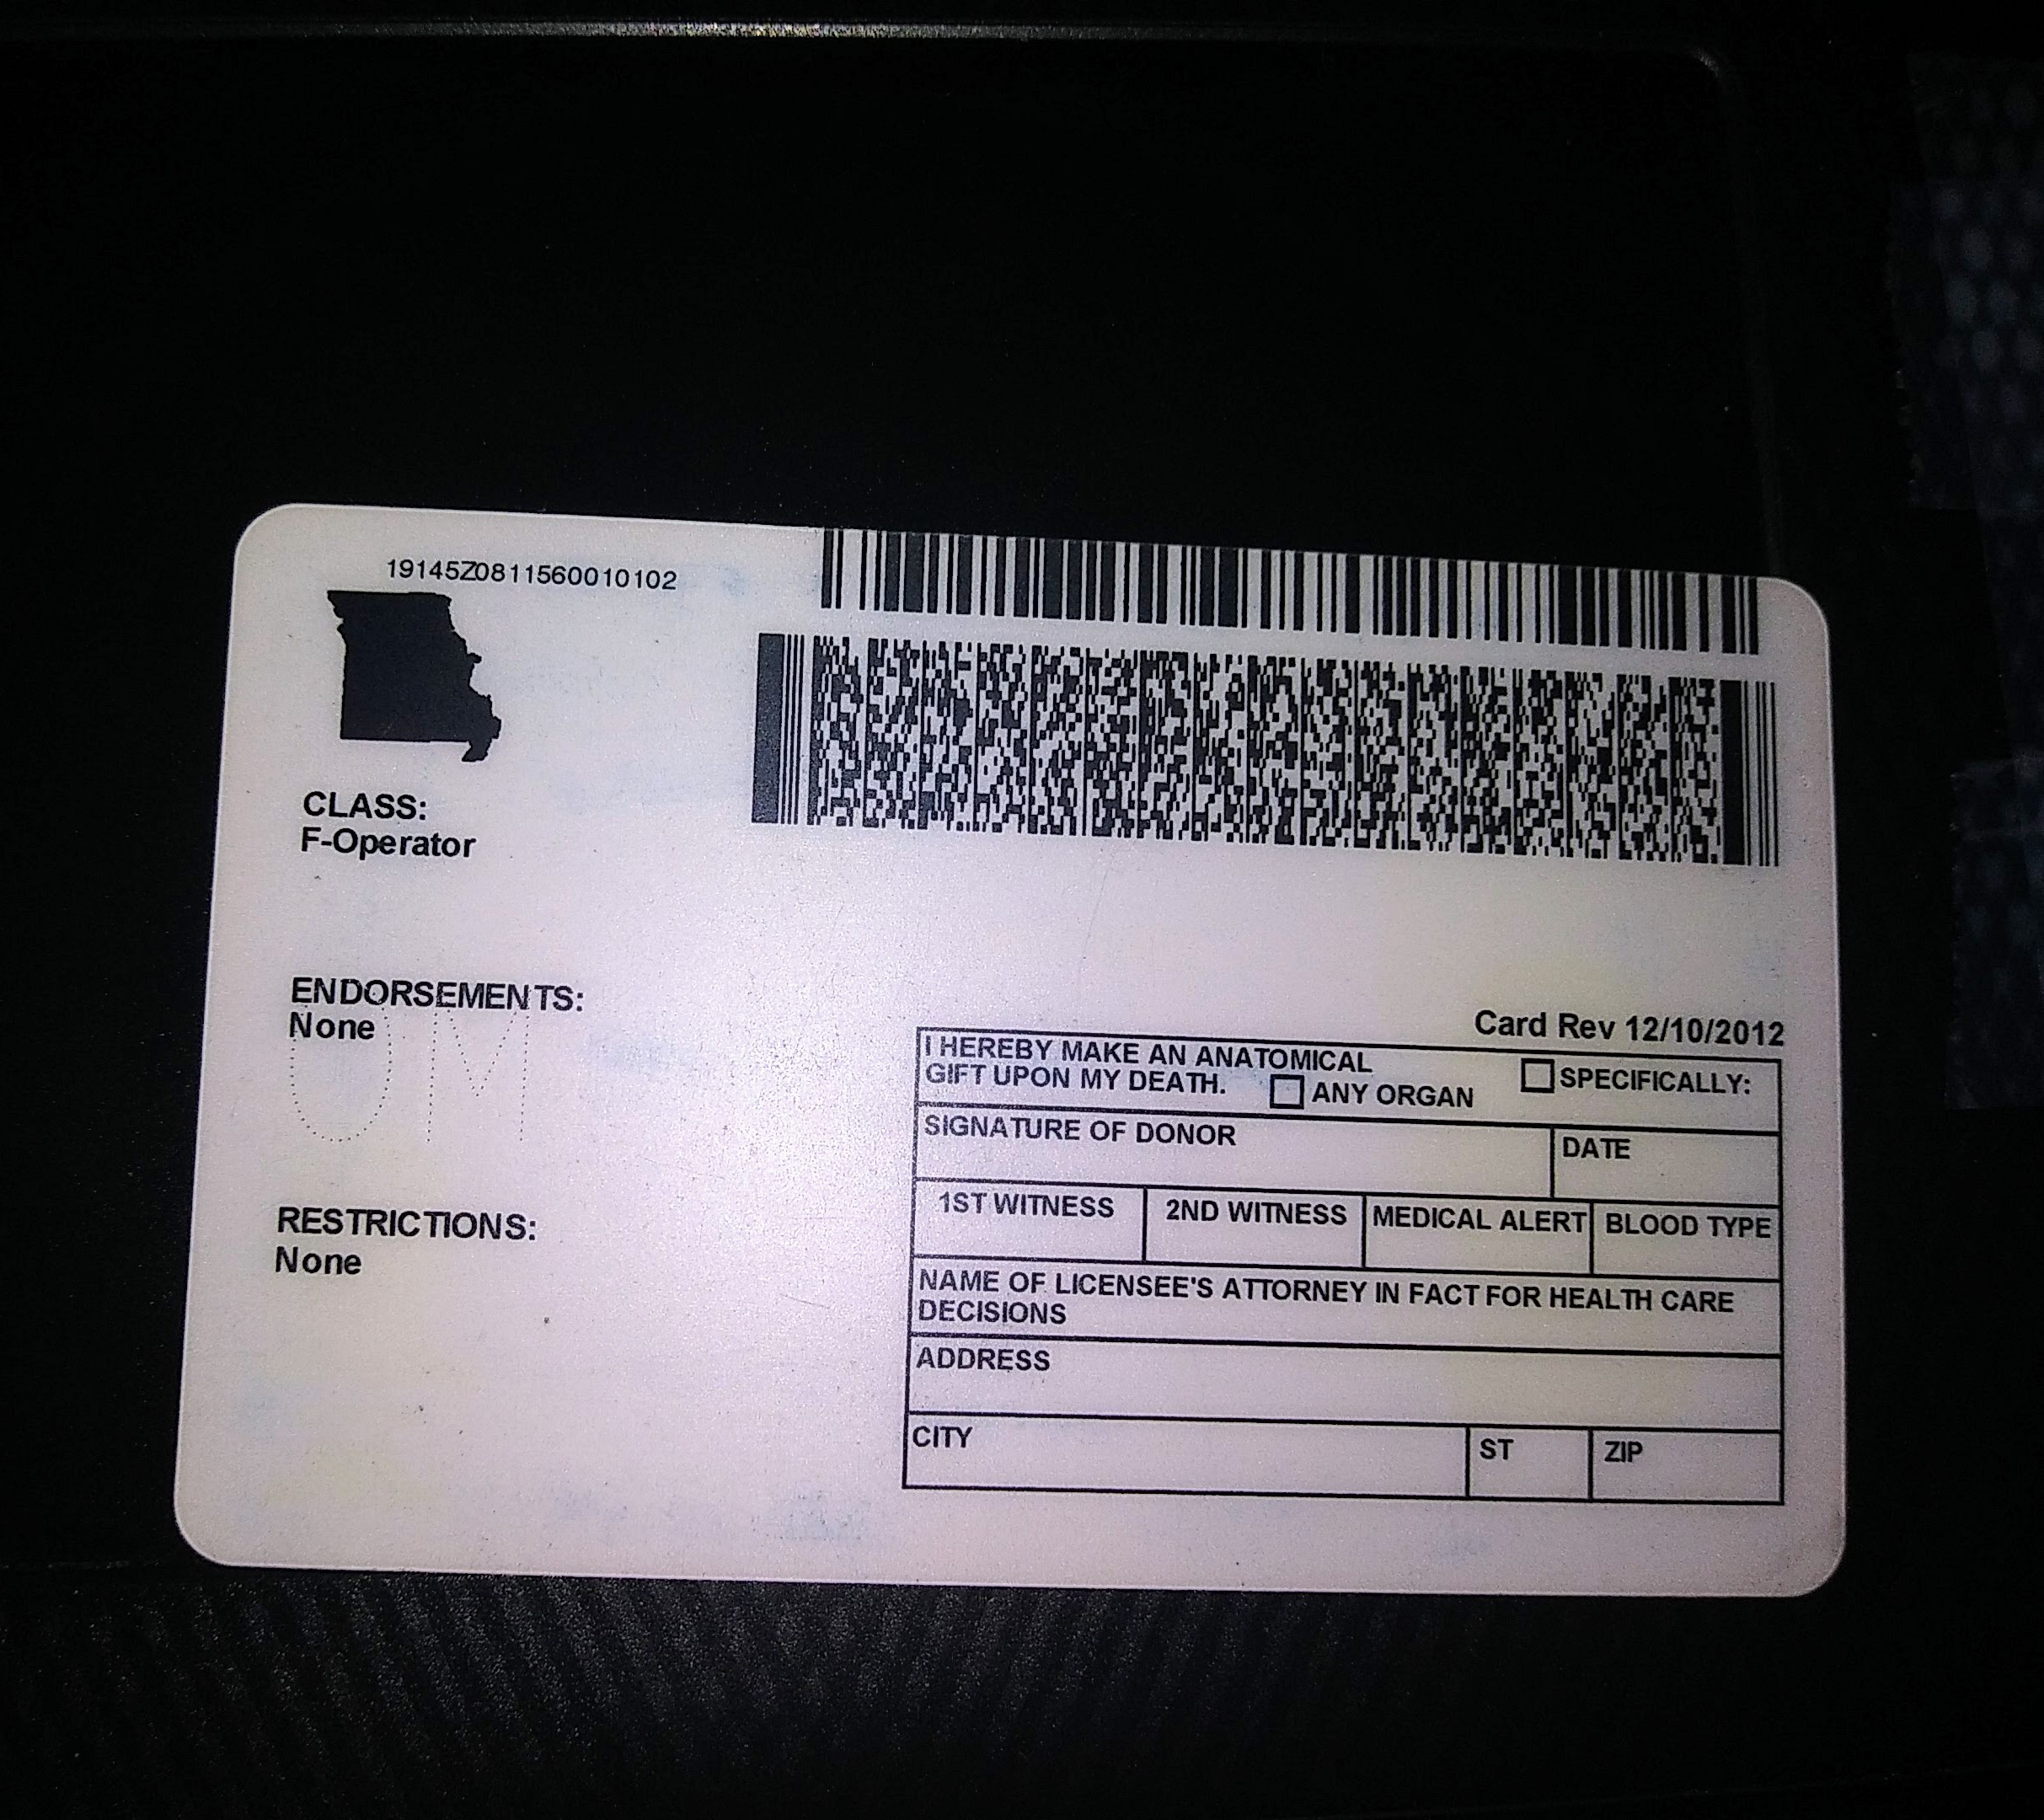 19145Z0811560010102
CLASS:
F-Operator
ENDORSEMENTS:
None
OM
RESTRICTIONS:
None
Card Rev 12/10/2012
I HEREBY MAKE AN ANATOMICAL
GIFT UPON MY DEATH. ANY ORGAN SPECIFICALLY:
SIGNATURE OF DONOR DATE
1ST WITNESS 2ND WITNESS MEDICAL ALERT BLOOD TYPE
NAME OF LICENSEE'S ATTORNEY IN FACT FOR HEALTH CARE
DECISIONS
ADDRESS
CITY ST ZIP